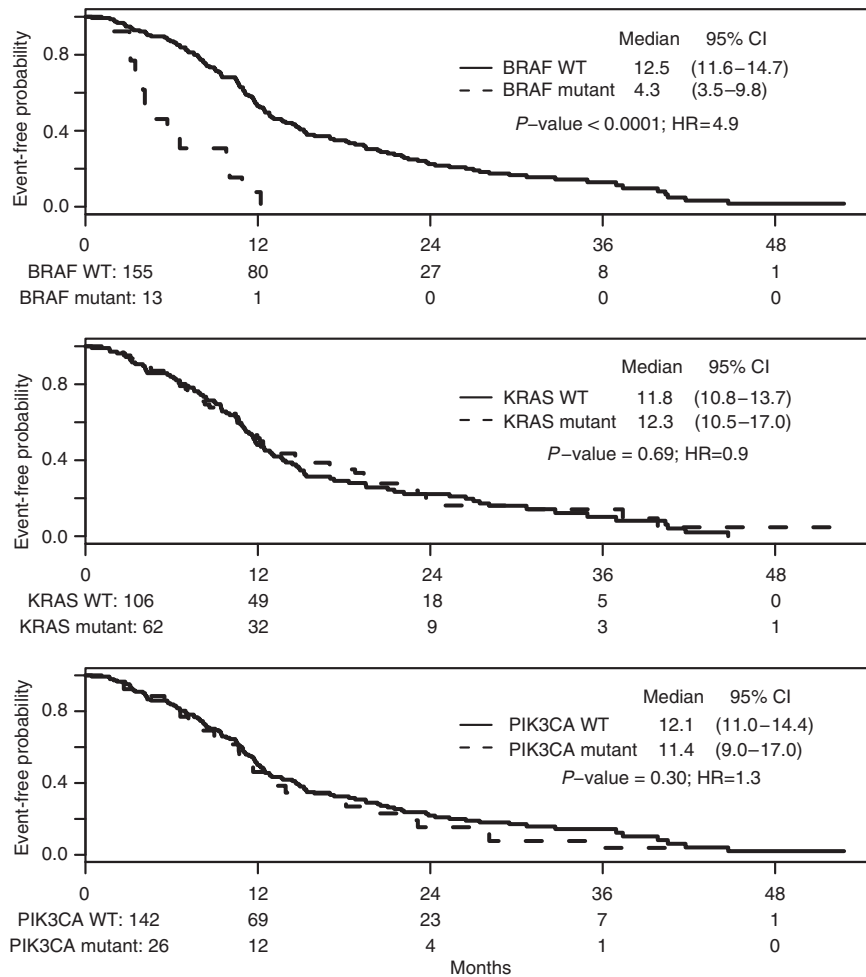 Event-free probability
0.8
0.4
0.0
Median 95% CI
BRAF WT 12.5 (11.6–14.7)
BRAF mutant 4.3 (3.5–9.8)
P–value < 0.0001; HR=4.9
0 12 24 36 48
BRAF WT: 155 80 27 8 1
BRAF mutant: 13 1 0 0 0
Event-free probability
0.8
0.4
0.0
Median 95% CI
KRAS WT 11.8 (10.8–13.7)
KRAS mutant 12.3 (10.5–17.0)
P–value = 0.69; HR=0.9
0 12 24 36 48
KRAS WT: 106 49 18 5 0
KRAS mutant: 62 32 9 3 1
Event-free probability
0.8
0.4
0.0
Median 95% CI
PIK3CA WT 12.1 (11.0–14.4)
PIK3CA mutant 11.4 (9.0–17.0)
P–value = 0.30; HR=1.3
0 12 24 36 48
PIK3CA WT: 142 69 23 7 1
PIK3CA mutant: 26 12 4 1 0
Months